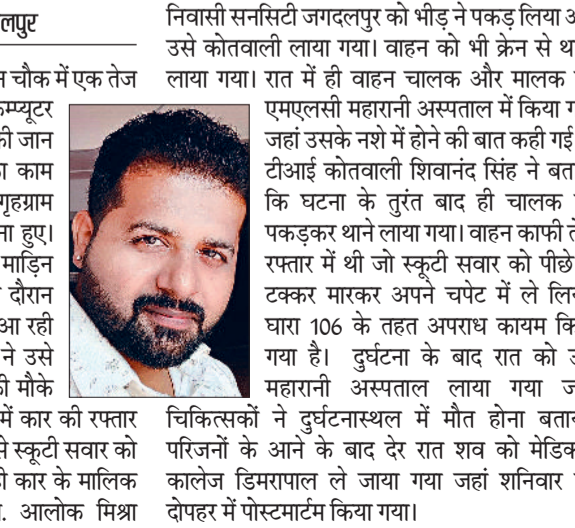 लपुर
चौक में एक तेज
कम्प्यूटर
की जान
काम
गृहग्राम
ना हुए।
माड़िन
दौरान
आ रही
ने उसे
की मौके
में कार की रफ्तार
से स्कूटी सवार को
कार के मालिक
आलोक मिश्रा
निवासी सनसिटी जगदलपुर को भीड़ ने पकड़ लिया
उसे कोतवाली लाया गया। वाहन को भी क्रेन से
लाया गया। रात में ही वाहन चालक और मालक
एमएलसी महारानी अस्पताल में किया
जहां उसके नशे में होने की बात कही गई
टीआई कोतवाली शिवानंद सिंह ने
कि घटना के तुरंत बाद ही चालक
पकड़कर थाने लाया गया। वाहन काफी
रफ्तार में थी जो स्कूटी सवार को पीछे
टक्कर मारकर अपने चपेट में ले
घारा 106 के तहत अपराध कायम
गया है। दुर्घटना के बाद रात को
महारानी अस्पताल लाया गया
चिकित्सकों ने दुर्घटनास्थल में मौत होना
परिजनों के आने के बाद देर रात शव को
कालेज डिमरापाल ले जाया गया जहां शनिवार
दोपहर में पोस्टमार्टम किया गया।